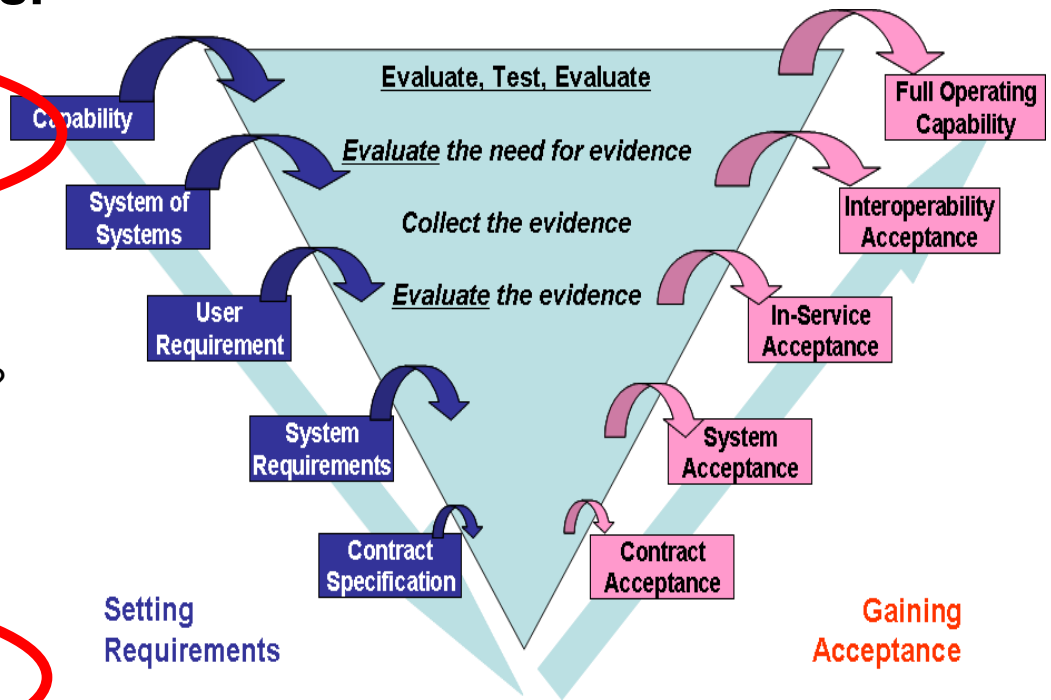 Evaluate, Test, Evaluate
Evaluate the need for evidence
Collect the evidence
Evaluate the evidence
Capability
System of
Systems
User
Requirement
System
Requirements
Contract
Specification
Setting
Requirements
Full Operating
Capability
Interoperability
Acceptance
In-Service
Acceptance
System
Acceptance
Contract
Acceptance
Gaining
Acceptance